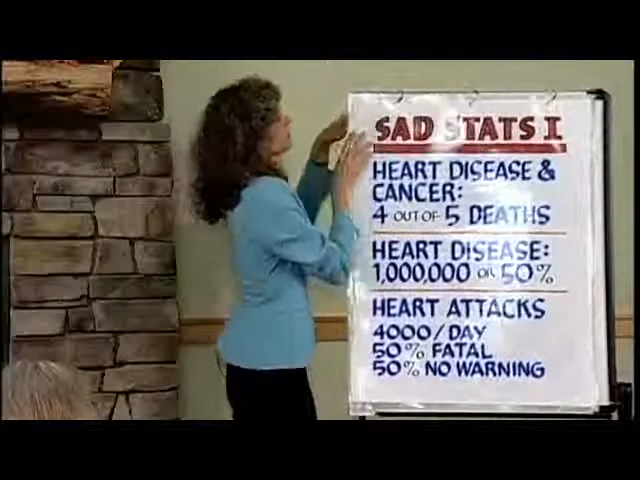 SAD STATS I
HEART DISEASE &
CANCER:
4 OUT OF 5 DEATHS
HEART DISEASE:
1,000,000 OR 50%
HEART ATTACKS
4000/DAY
50% FATAL
50% NO WARNING